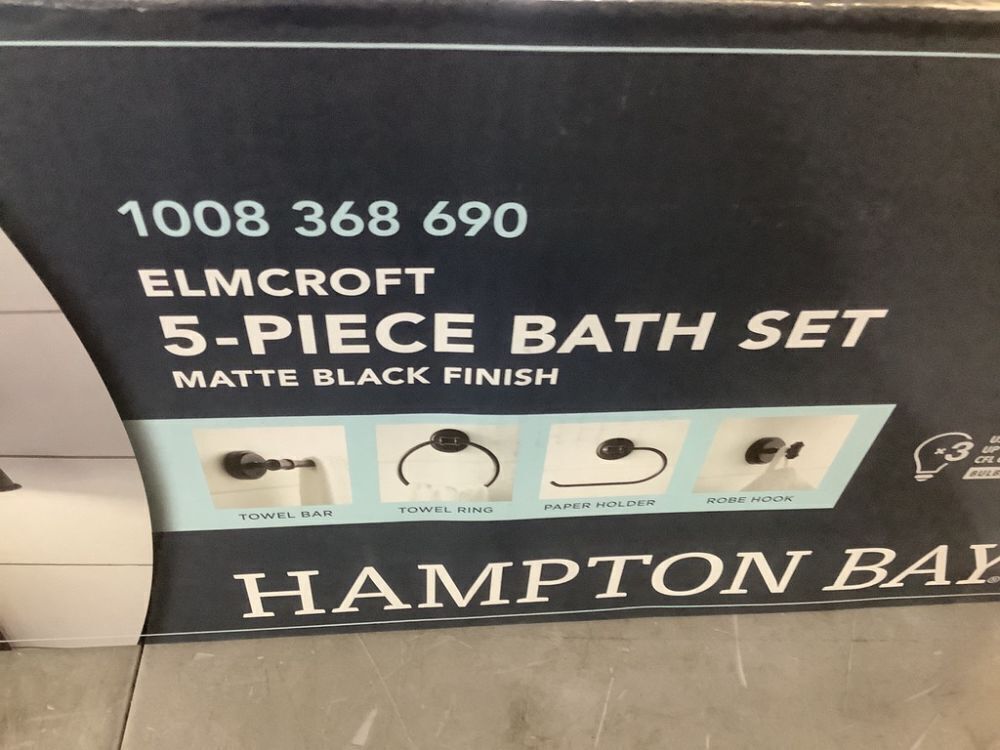 1008 368 690
ELMCROFT
5-PIECE BATH SET
MATTE BLACK FINISH
TOWEL BAR
TOWEL RING
PAPER HOLDER
ROBE HOOK
×3
HAMPTON BAY